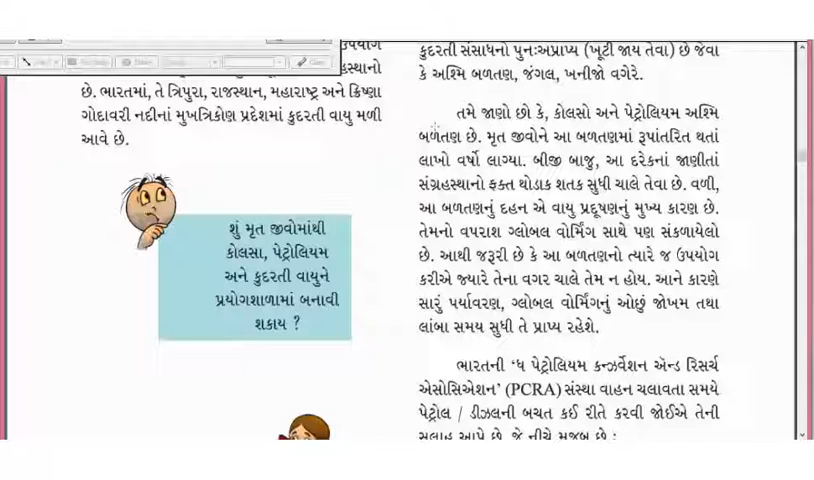 ઉપયોગ
છે. ભારતમાં, તે ત્રિપુરા, રાજસ્થાન, મહારાષ્ટ્ર અને ક્રિષ્ણા
ગોદાવરી નદીનાં મુખત્રિકોણ પ્રદેશમાં કુદરતી વાયુ મળી
આવે છે.
શું મૃત જીવોમાંથી
કોલસા, પેટ્રોલિયમ
અને કુદરતી વાયુને
પ્રયોગશાળામાં બનાવી
શકાય ?
કુદરતી સંસાધનો પુનઃઅપ્રાપ્ય (ખૂટી જાય તેવા) છે જેવા
કે અશ્મિ બળતણ, જંગલ, ખનીજો વગેરે.
તમે જાણો છો કે, કોલસો અને પેટ્રોલિયમ અશ્મિ
બળતણ છે. મૃત જીવોને આ બળતણમાં રૂપાંતરિત થતાં
લાખો વર્ષો લાગ્યા. બીજી બાજુ, આ દરેકનાં જાણીતાં
સંગ્રહસ્થાનો ફક્ત થોડાક શતક સુધી ચાલે તેવા છે. વળી,
આ બળતણનું દહન એ વાયુ પ્રદૂષણનું મુખ્ય કારણ છે.
તેમનો વપરાશ ગ્લોબલ વોર્મિંગ સાથે પણ સંકળાયેલો
છે. આથી જરૂરી છે કે આ બળતણનો ત્યારે જ ઉપયોગ
કરીએ જ્યારે તેના વગર ચાલે તેમ ન હોય. આને કારણે
સારું પર્યાવરણ, ગ્લોબલ વોર્મિંગનું ઓછું જોખમ તથા
લાંબા સમય સુધી તે પ્રાપ્ય રહેશે.
ભારતની ‘ધ પેટ્રોલિયમ કન્ઝર્વેશન ઍન્ડ રિસર્ચ
એસોસિએશન’ (PCRA) સંસ્થા વાહન ચલાવતા સમયે
પેટ્રોલ / ડીઝલની બચત કઈ રીતે કરવી જોઈએ તેની
સલાહ આપે છે. જે નીચે મુજબ છે :